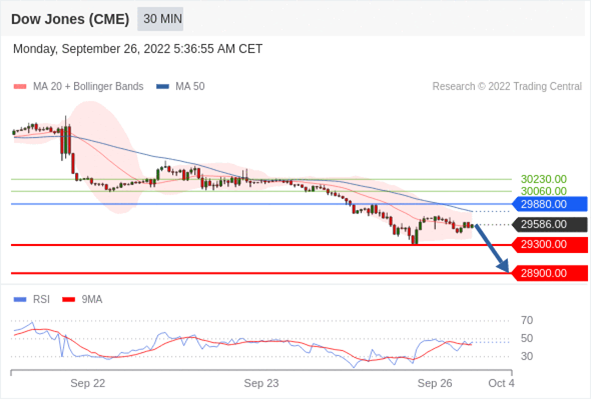 Dow Jones (CME) 30 MIN
Monday, September 26, 2022 5:36:55 AM CET
MA 20 + Bollinger Bands MA 50 Research © 2022 Trading Central
30230.00
30060.00
29880.00
29586.00
29300.00
28900.00
RSI 9MA
70
50
30
Sep 22 Sep 23 Sep 26 Oct 4